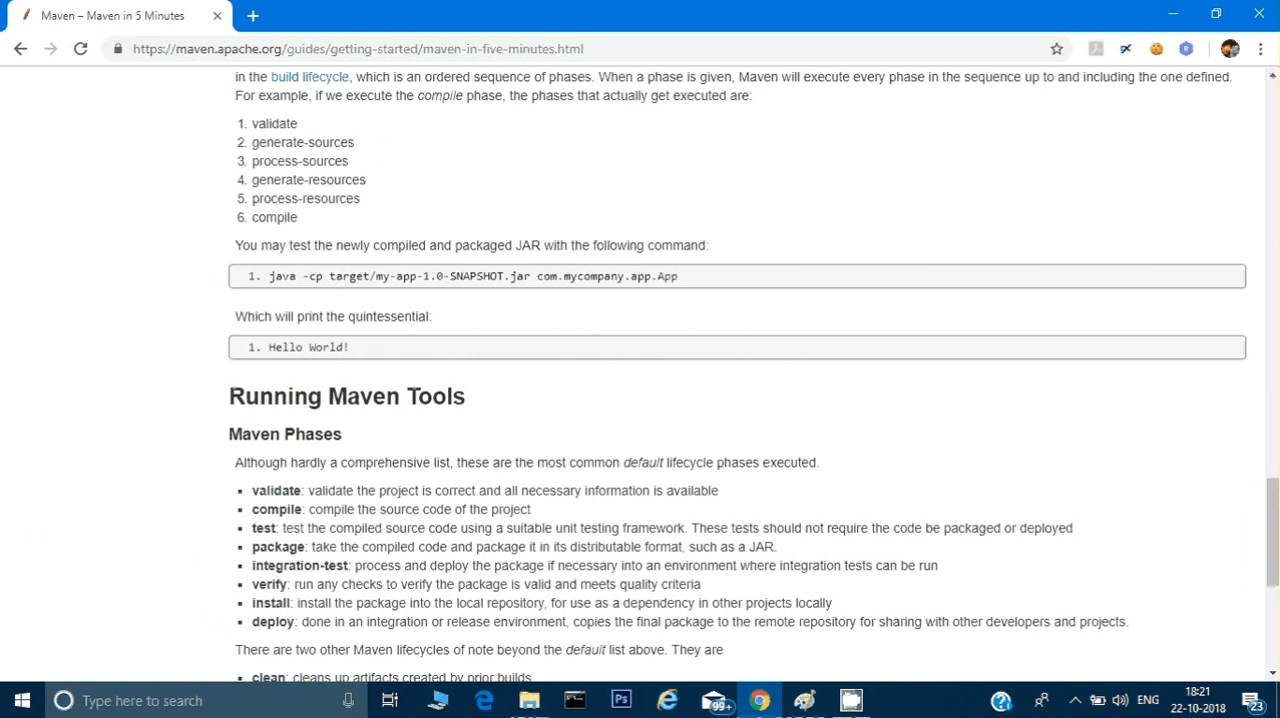 Maven – Maven in 5 Minutes
https://maven.apache.org/guides/getting-started/maven-in-five-minutes.html
in the build lifecycle, which is an ordered sequence of phases. When a phase is given, Maven will execute every phase in the sequence up to and including the one defined.
For example, if we execute the compile phase, the phases that actually get executed are:
1. validate
2. generate-sources
3. process-sources
4. generate-resources
5. process-resources
6. compile
You may test the newly compiled and packaged JAR with the following command:
1. java -cp target/my-app-1.0-SNAPSHOT.jar com.mycompany.app.App
Which will print the quintessential:
1. Hello World!
Running Maven Tools
Maven Phases
Although hardly a comprehensive list, these are the most common default lifecycle phases executed.
▪ validate: validate the project is correct and all necessary information is available
▪ compile: compile the source code of the project
▪ test: test the compiled source code using a suitable unit testing framework. These tests should not require the code be packaged or deployed
▪ package: take the compiled code and package it in its distributable format, such as a JAR.
▪ integration-test: process and deploy the package if necessary into an environment where integration tests can be run
▪ verify: run any checks to verify the package is valid and meets quality criteria
▪ install: install the package into the local repository, for use as a dependency in other projects locally
▪ deploy: done in an integration or release environment, copies the final package to the remote repository for sharing with other developers and projects.
There are two other Maven lifecycles of note beyond the default list above. They are
▪ clean: cleans up artifacts created by prior builds
Type here to search
Ps
99+
ENG
18:21
22-10-2018
23